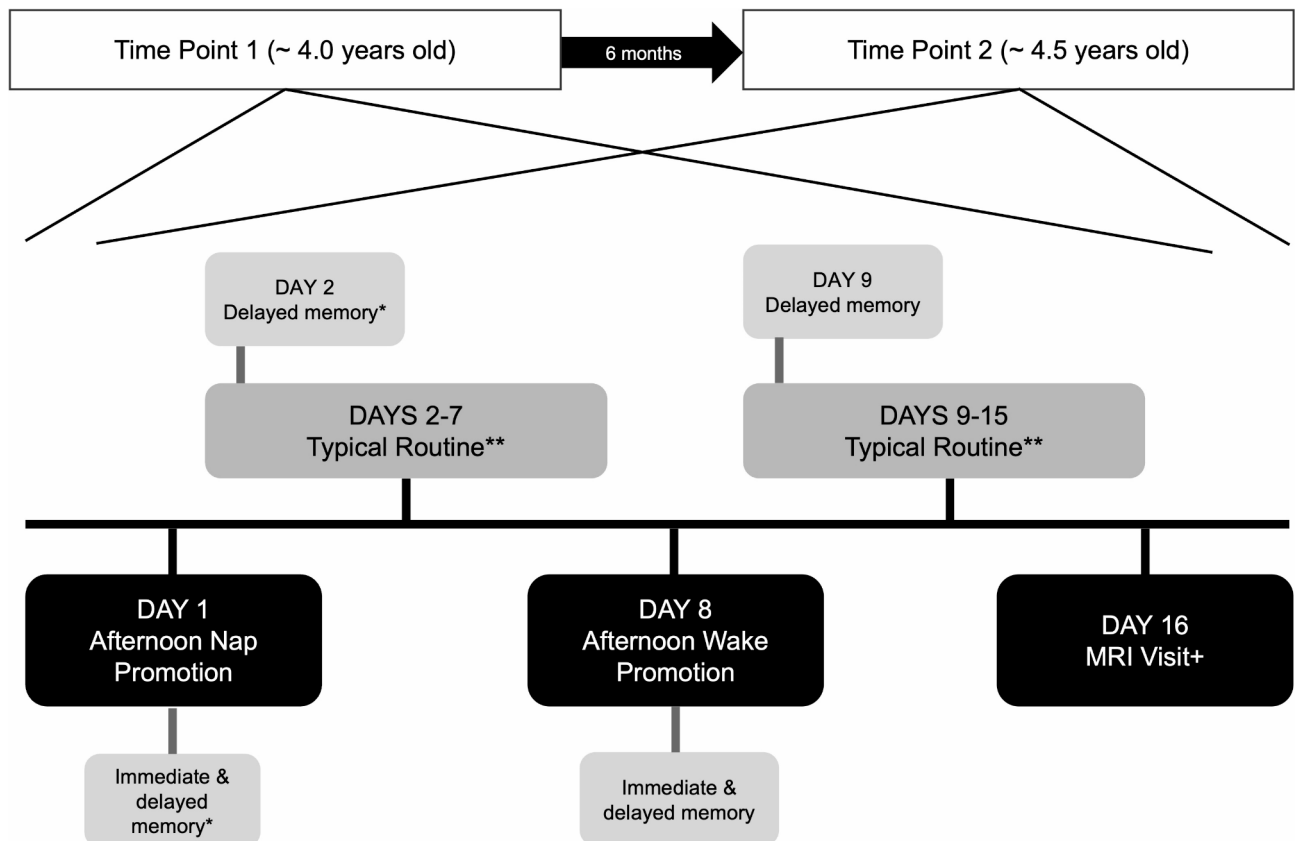 Time Point 1 (~ 4.0 years old)
6 months
Time Point 2 (~ 4.5 years old)
DAY 2
Delayed memory*
DAY 9
Delayed memory
DAYS 2-7
Typical Routine**
DAYS 9-15
Typical Routine**
DAY 1
Afternoon Nap
Promotion
DAY 8
Afternoon Wake
Promotion
DAY 16
MRI Visit+
Immediate &
delayed
memory*
Immediate &
delayed memory